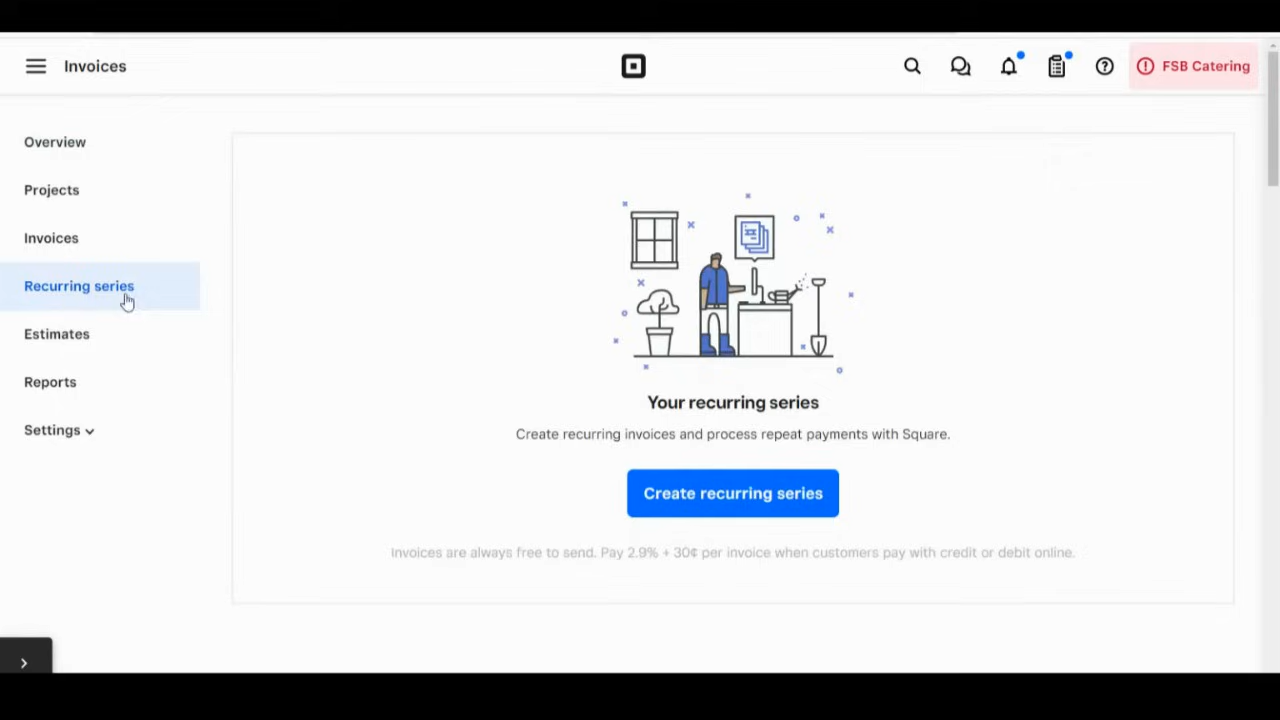 Invoices
FSB Catering
Overview
Projects
Invoices
Recurring series
Estimates
Reports
Settings
Your recurring series
Create recurring invoices and process repeat payments with Square.
Create recurring series
Invoices are always free to send. Pay 2.9% + 30¢ per invoice when customers pay with credit or debit online.